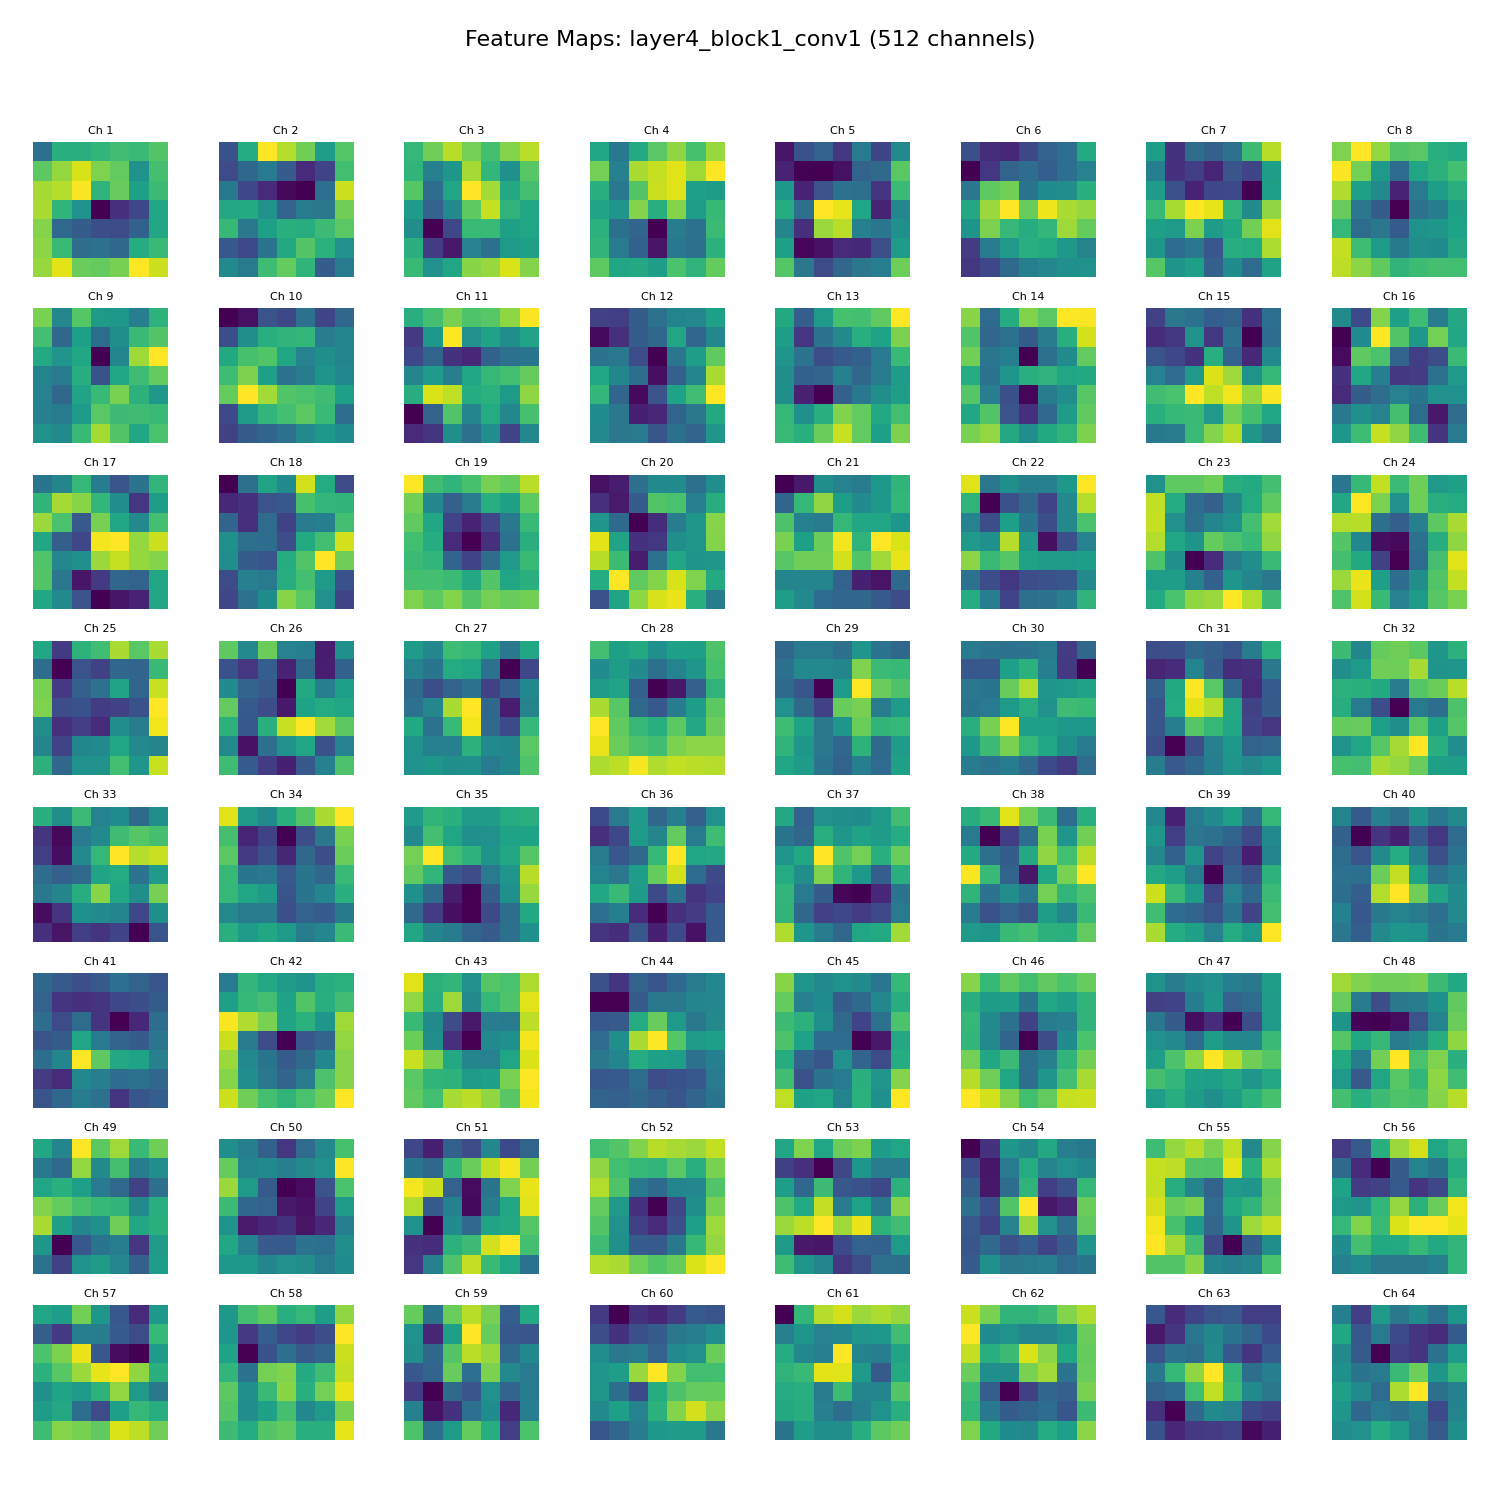 Feature Maps: layer4_block1_conv1 (512 channels)
Ch 1 Ch 2 Ch 3 Ch 4 Ch 5 Ch 6 Ch 7 Ch 8
Ch 9 Ch 10 Ch 11 Ch 12 Ch 13 Ch 14 Ch 15 Ch 16
Ch 17 Ch 18 Ch 19 Ch 20 Ch 21 Ch 22 Ch 23 Ch 24
Ch 25 Ch 26 Ch 27 Ch 28 Ch 29 Ch 30 Ch 31 Ch 32
Ch 33 Ch 34 Ch 35 Ch 36 Ch 37 Ch 38 Ch 39 Ch 40
Ch 41 Ch 42 Ch 43 Ch 44 Ch 45 Ch 46 Ch 47 Ch 48
Ch 49 Ch 50 Ch 51 Ch 52 Ch 53 Ch 54 Ch 55 Ch 56
Ch 57 Ch 58 Ch 59 Ch 60 Ch 61 Ch 62 Ch 63 Ch 64